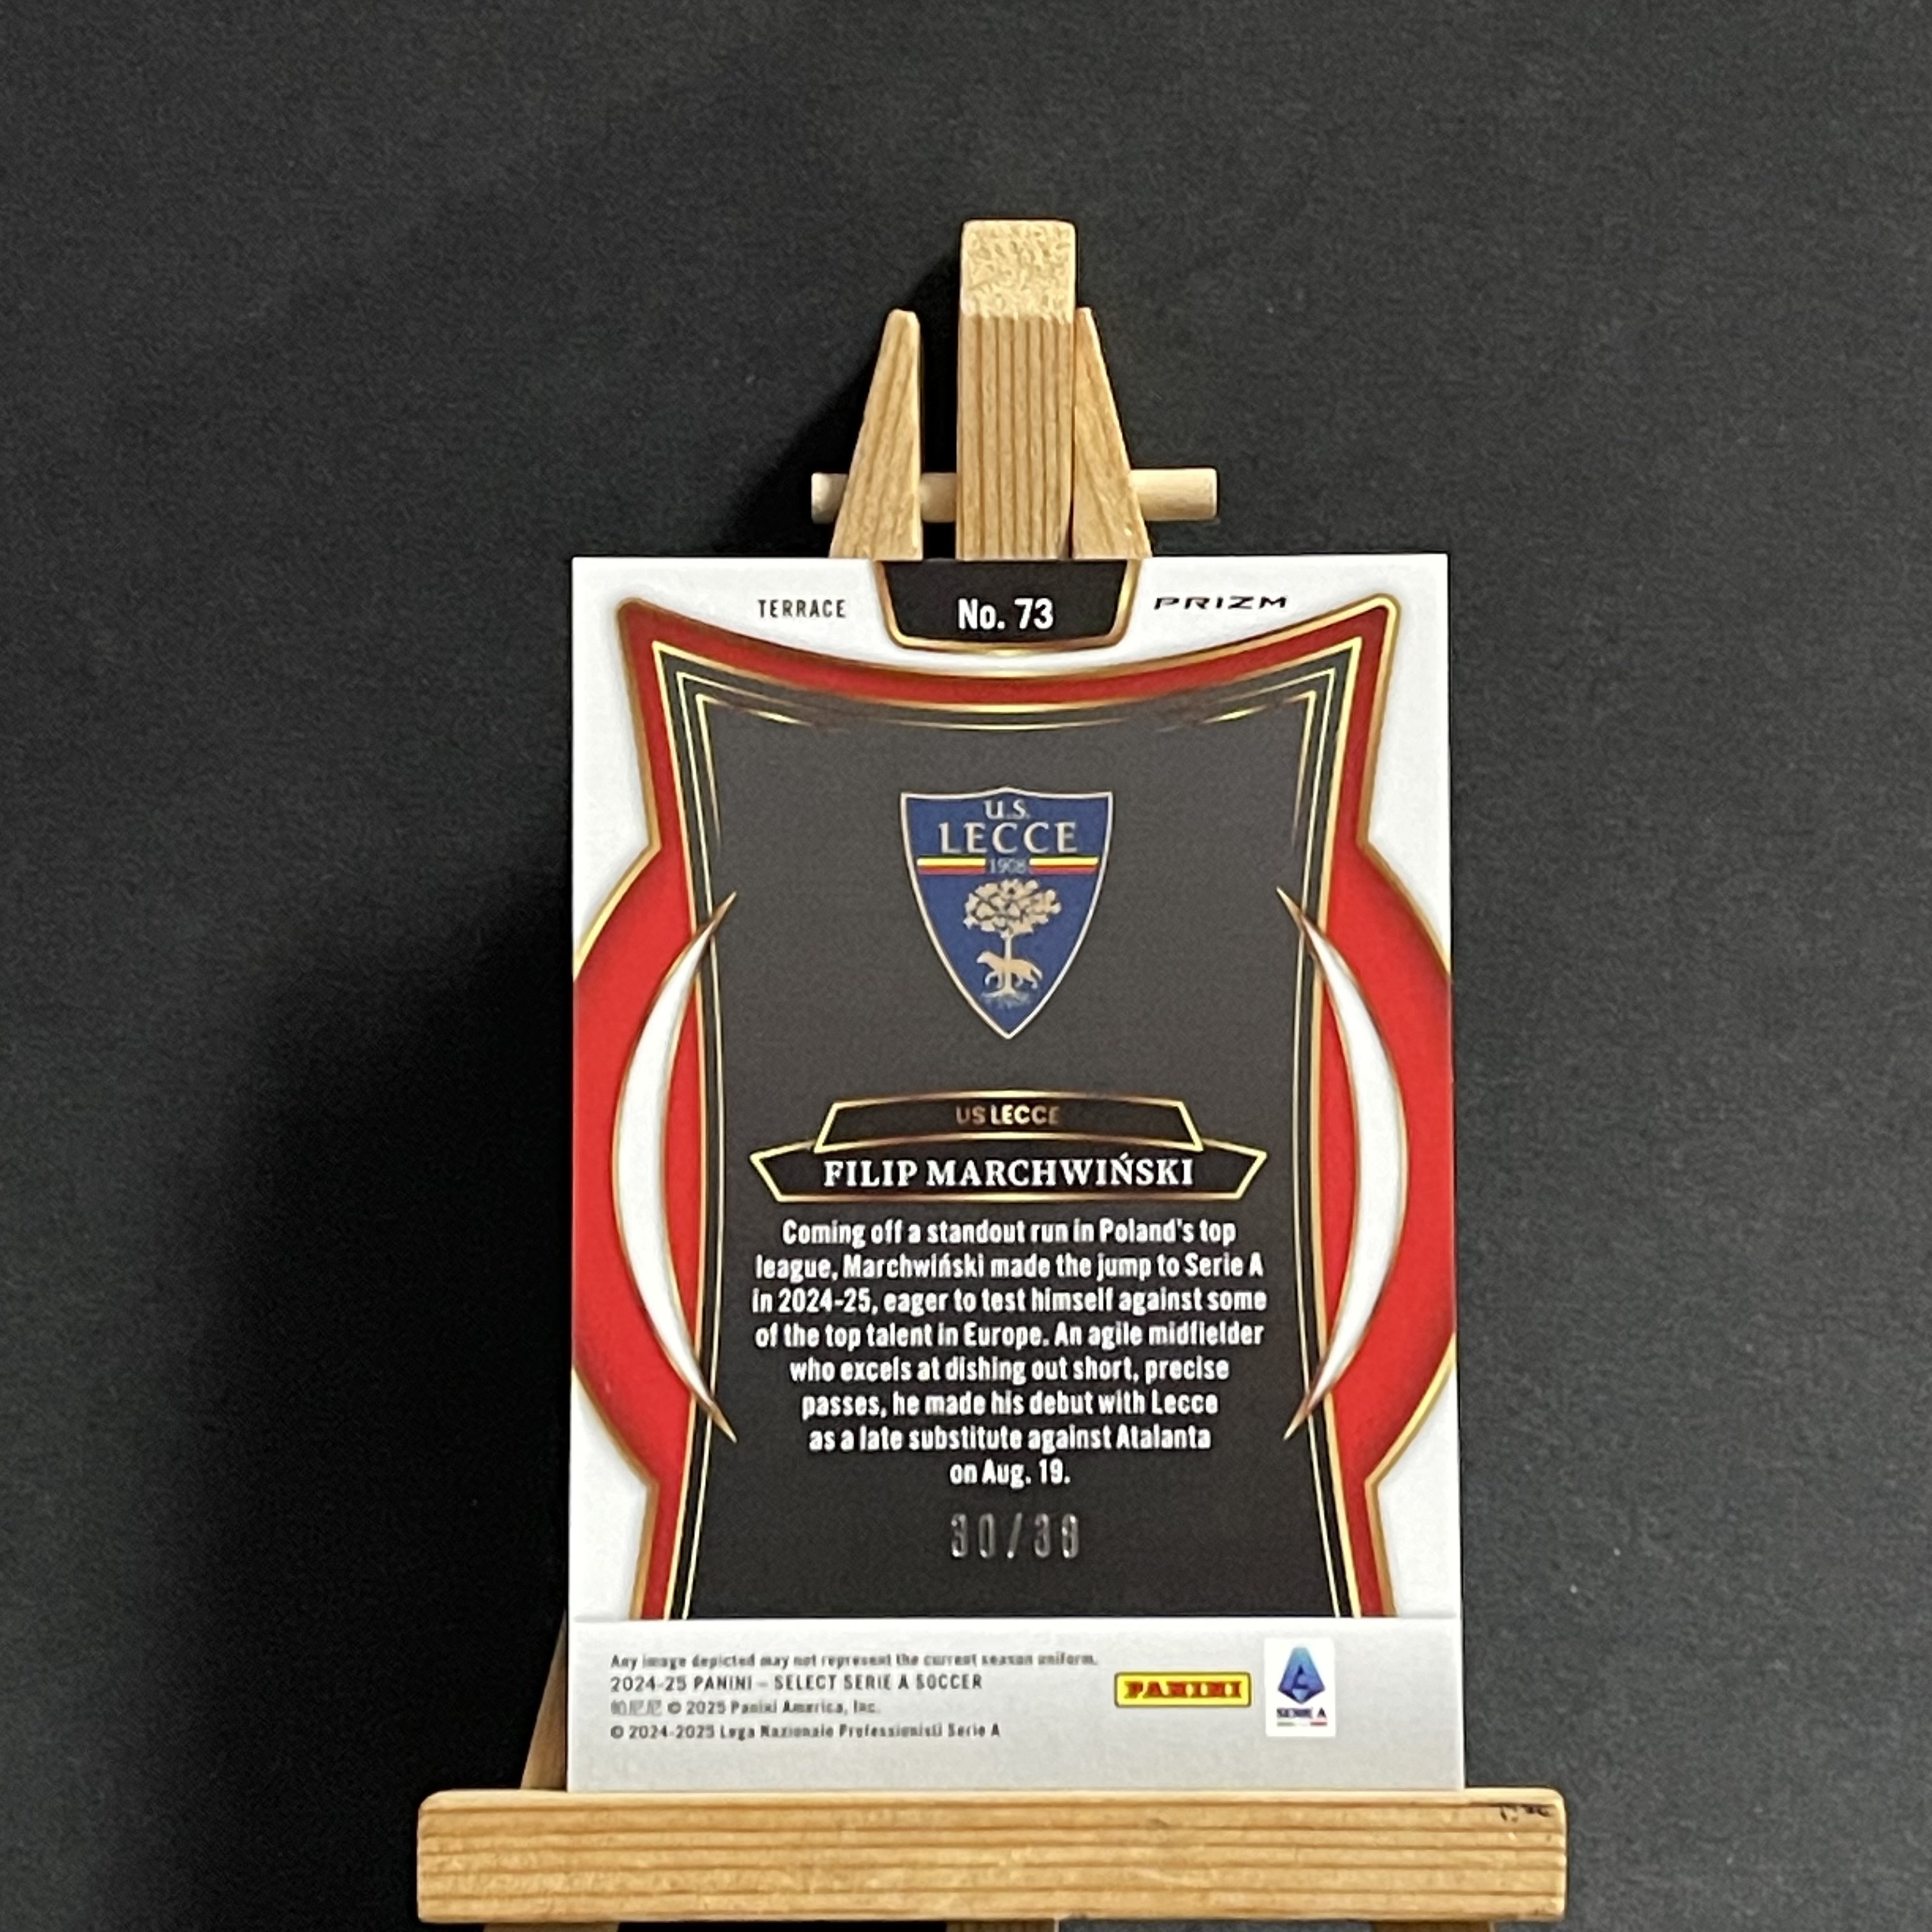 TERRACE
No. 73
PRIZM
U.S.
LECCE
1908
US LECCE
FILIP MARCHWIŃSKI
Coming off a standout run in Poland's top
league, Marchwiński made the jump to Serie A
in 2024-25, eager to test himself against some
of the top talent in Europe. An agile midfielder
who excels at dishing out short, precise
passes, he made his debut with Lecce
as a late substitute against Atalanta
on Aug. 19.
30/38
Any image depicted may not represent the current season uniform.
2024-25 PANINI – SELECT SERIE A SOCCER
帕尼尼 © 2025 Panini America, Inc.
© 2024-2025 Lega Nazionale Professionisti Serie A
PANINI
SERIE A